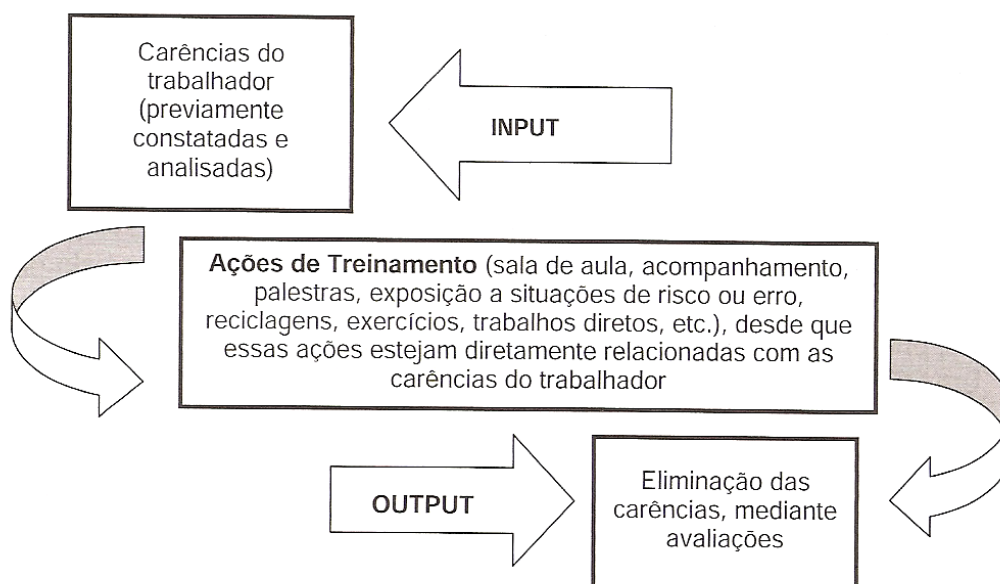 Carências do
trabalhador
(previamente
constatadas e
analisadas)
INPUT
Ações de Treinamento (sala de aula, acompanhamento,
palestras, exposição a situações de risco ou erro,
reciclagens, exercícios, trabalhos diretos, etc.), desde que
essas ações estejam diretamente relacionadas com as
carências do trabalhador
OUTPUT
Eliminação das
carências, mediante
avaliações